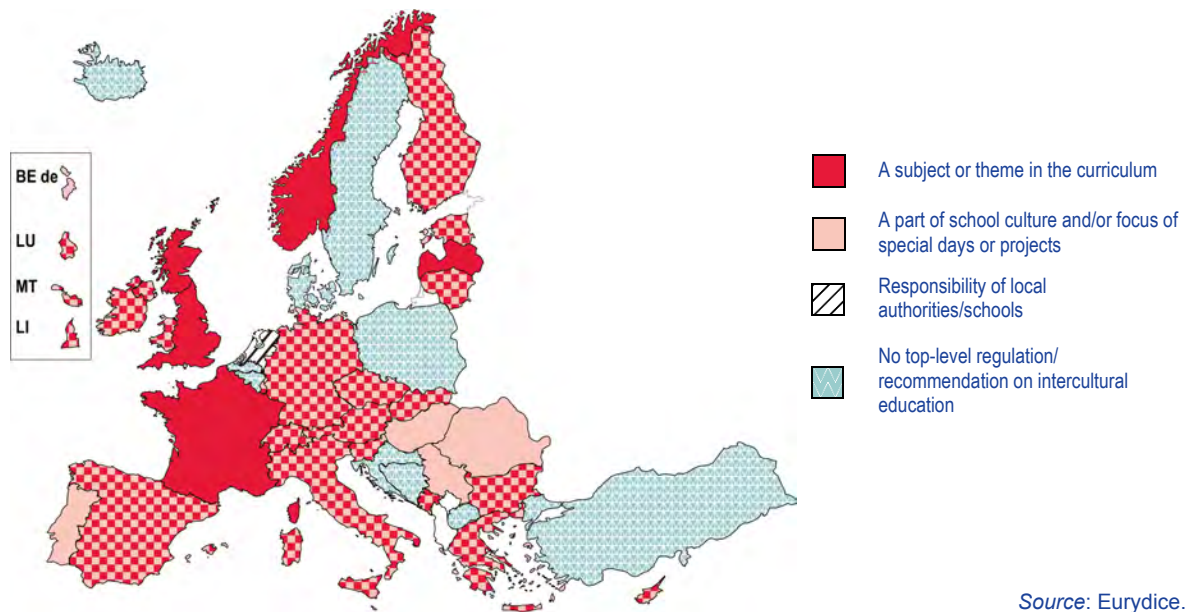 BE de
LU
MT
LI
A subject or theme in the curriculum
A part of school culture and/or focus of
special days or projects
Responsibility of local
authorities/schools
No top-level regulation/
recommendation on intercultural
education
Source: Eurydice.